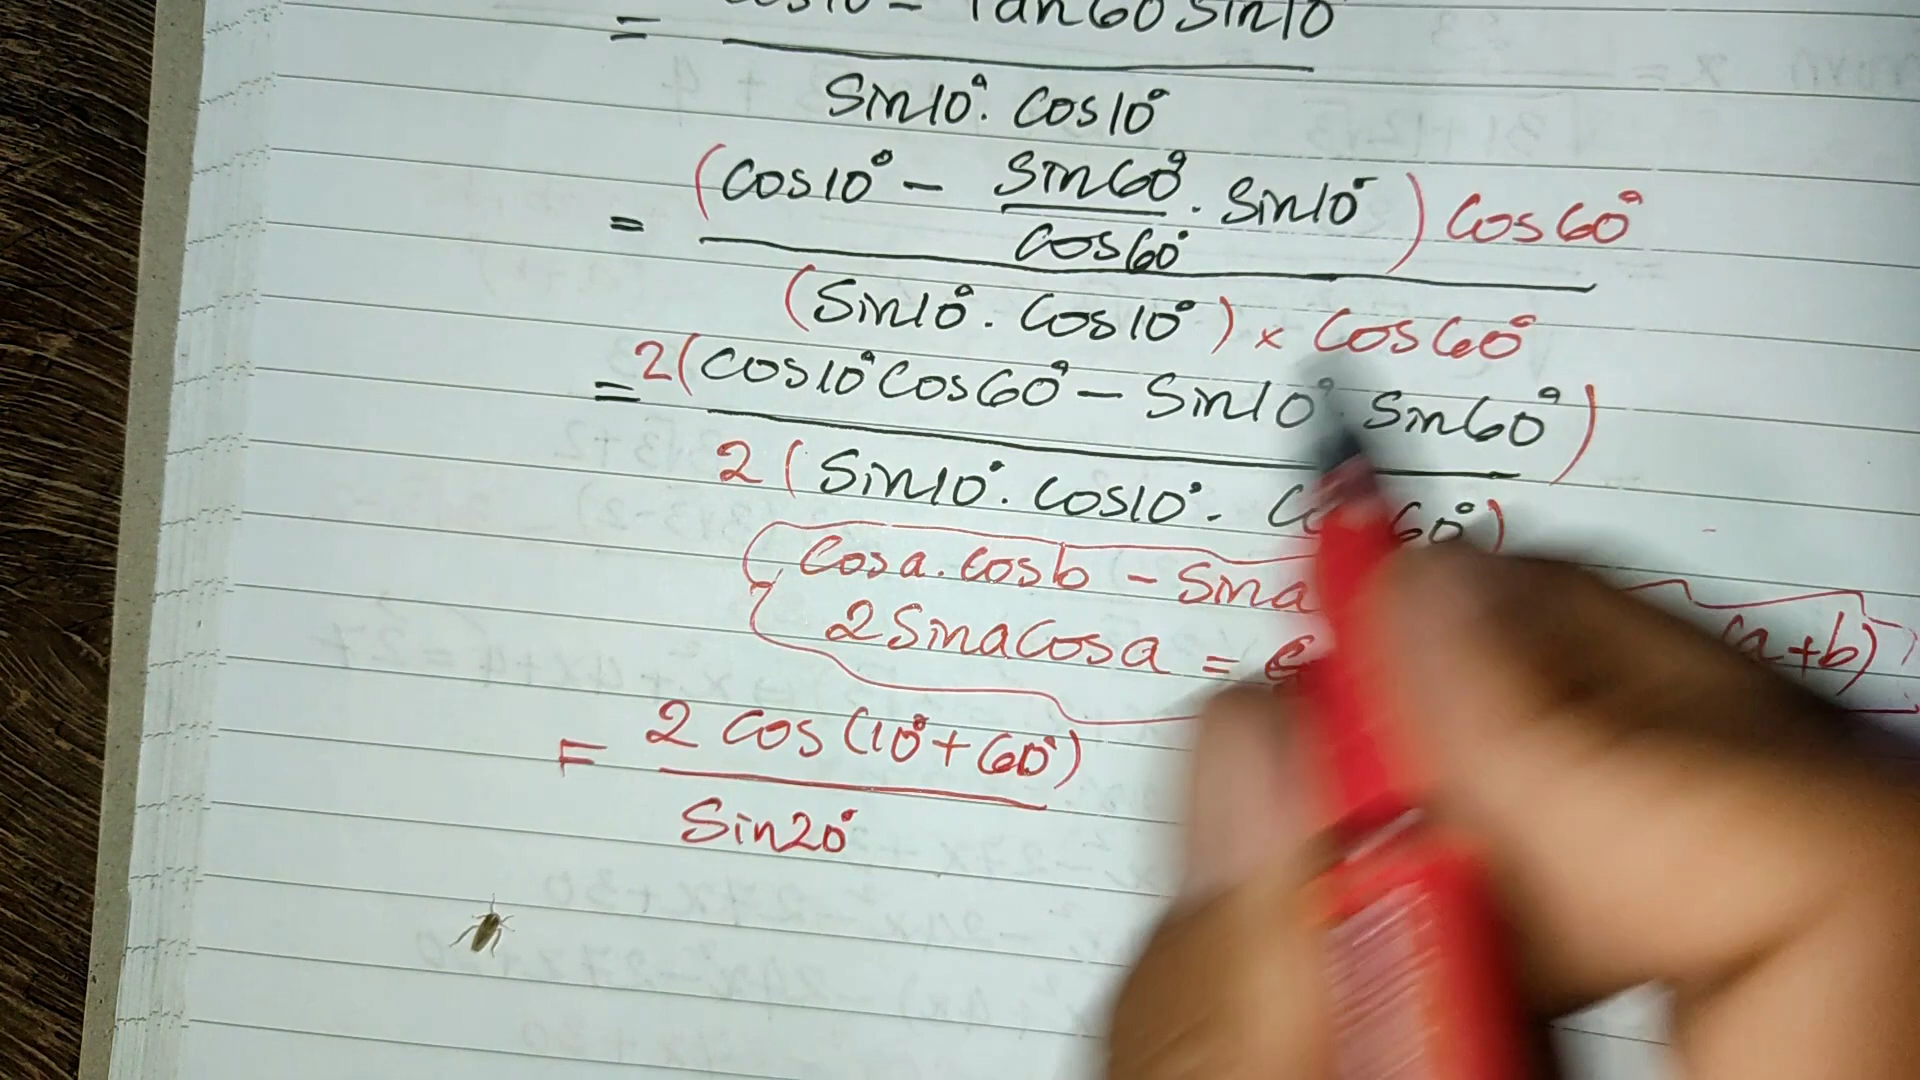 = cos10 - Tan60 Sin10
Sin10°. Cos10°
= (Cos10° - Sin60° . Sin10°) Cos60°
Cos60°
(Sin10° . Cos10°) × Cos60°
= 2(Cos10°Cos60° - Sin10° . Sin60°)
2(Sin10°. Cos10° . 60°)
Cosa.Cosb - Sina
2SinaCosa = (a+b)
= 2 Cos(10°+60°)
Sin20°